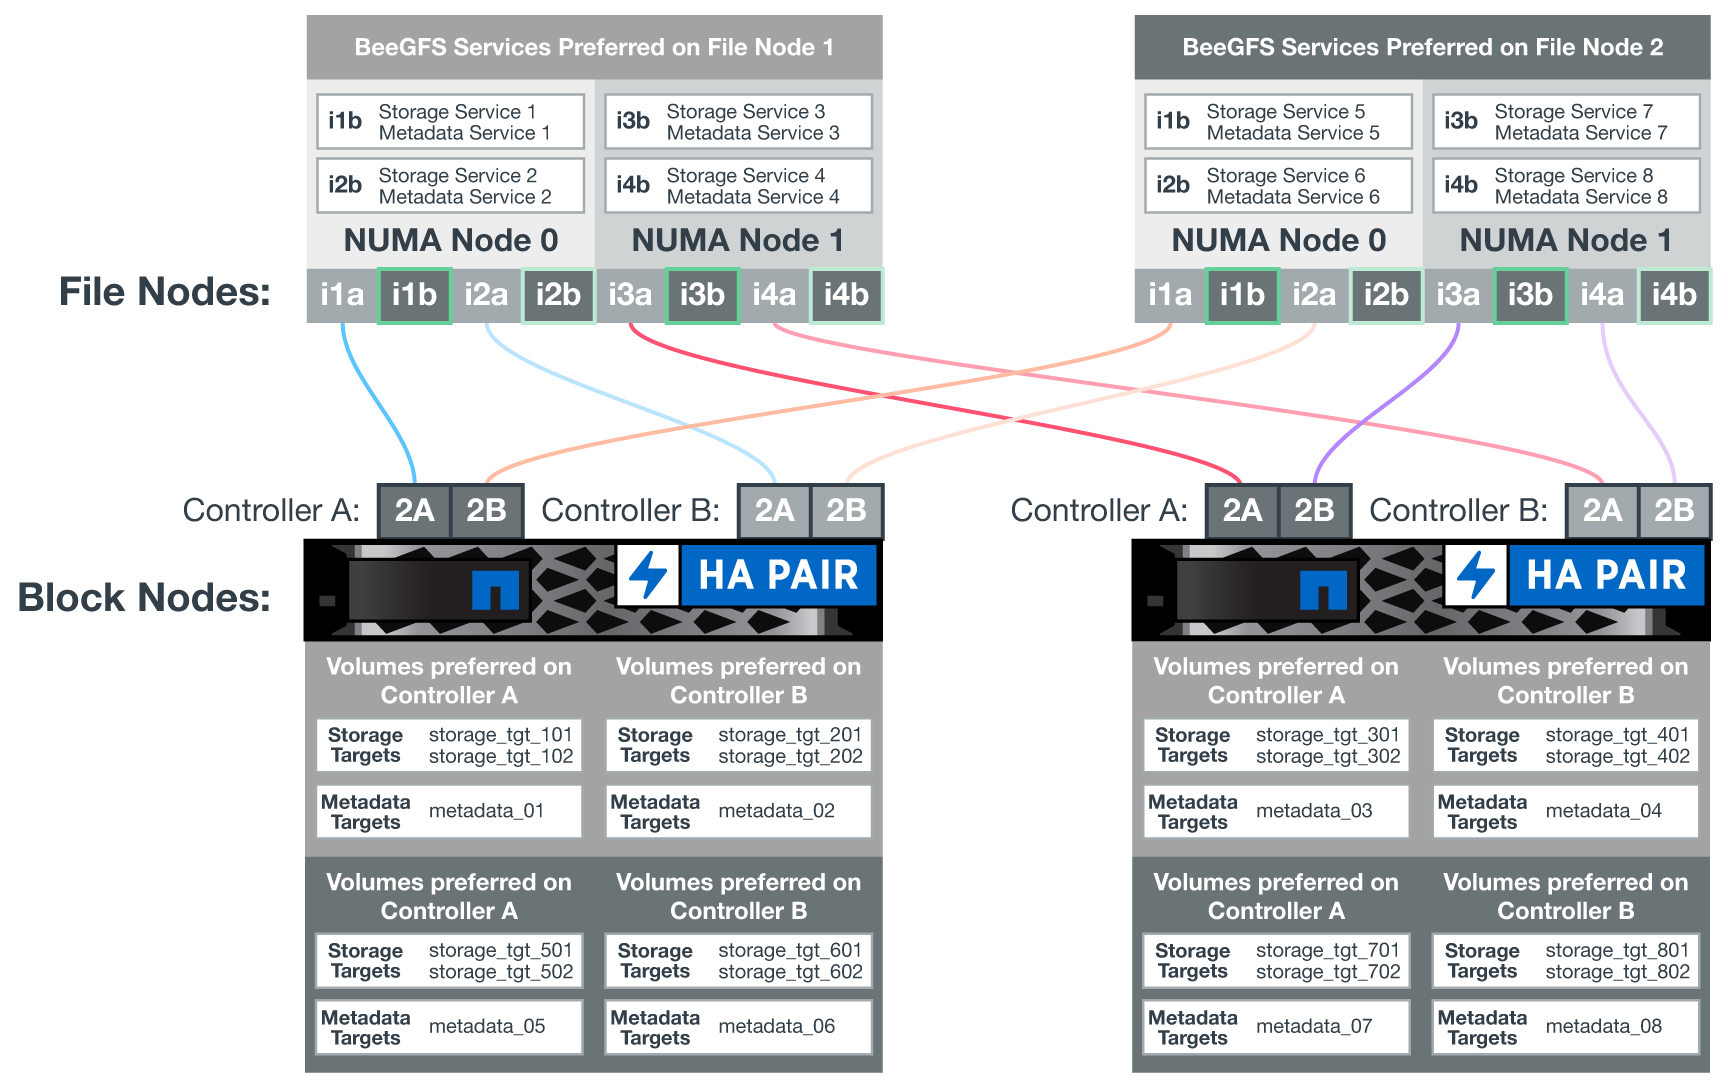 BeeGFS Services Preferred on File Node 1
i1b
Storage Service 1
Metadata Service 1
i3b
Storage Service 3
Metadata Service 3
i2b
Storage Service 2
Metadata Service 2
i4b
Storage Service 4
Metadata Service 4
NUMA Node 0
NUMA Node 1
BeeGFS Services Preferred on File Node 2
i1b
Storage Service 5
Metadata Service 5
i3b
Storage Service 7
Metadata Service 7
i2b
Storage Service 6
Metadata Service 6
i4b
Storage Service 8
Metadata Service 8
NUMA Node 0
NUMA Node 1
File Nodes:
i1a i1b i2a i2b i3a i3b i4a i4b
i1a i1b i2a i2b i3a i3b i4a i4b
Controller A: 2A 2B
Controller B: 2A 2B
Controller A: 2A 2B
Controller B: 2A 2B
Block Nodes:
HA PAIR
HA PAIR
Volumes preferred on
Controller A
Storage
Targets
storage_tgt_101
storage_tgt_102
Metadata
Targets
metadata_01
Volumes preferred on
Controller B
Storage
Targets
storage_tgt_201
storage_tgt_202
Metadata
Targets
metadata_02
Volumes preferred on
Controller A
Storage
Targets
storage_tgt_301
storage_tgt_302
Metadata
Targets
metadata_03
Volumes preferred on
Controller B
Storage
Targets
storage_tgt_401
storage_tgt_402
Metadata
Targets
metadata_04
Volumes preferred on
Controller A
Storage
Targets
storage_tgt_501
storage_tgt_502
Metadata
Targets
metadata_05
Volumes preferred on
Controller B
Storage
Targets
storage_tgt_601
storage_tgt_602
Metadata
Targets
metadata_06
Volumes preferred on
Controller A
Storage
Targets
storage_tgt_701
storage_tgt_702
Metadata
Targets
metadata_07
Volumes preferred on
Controller B
Storage
Targets
storage_tgt_801
storage_tgt_802
Metadata
Targets
metadata_08